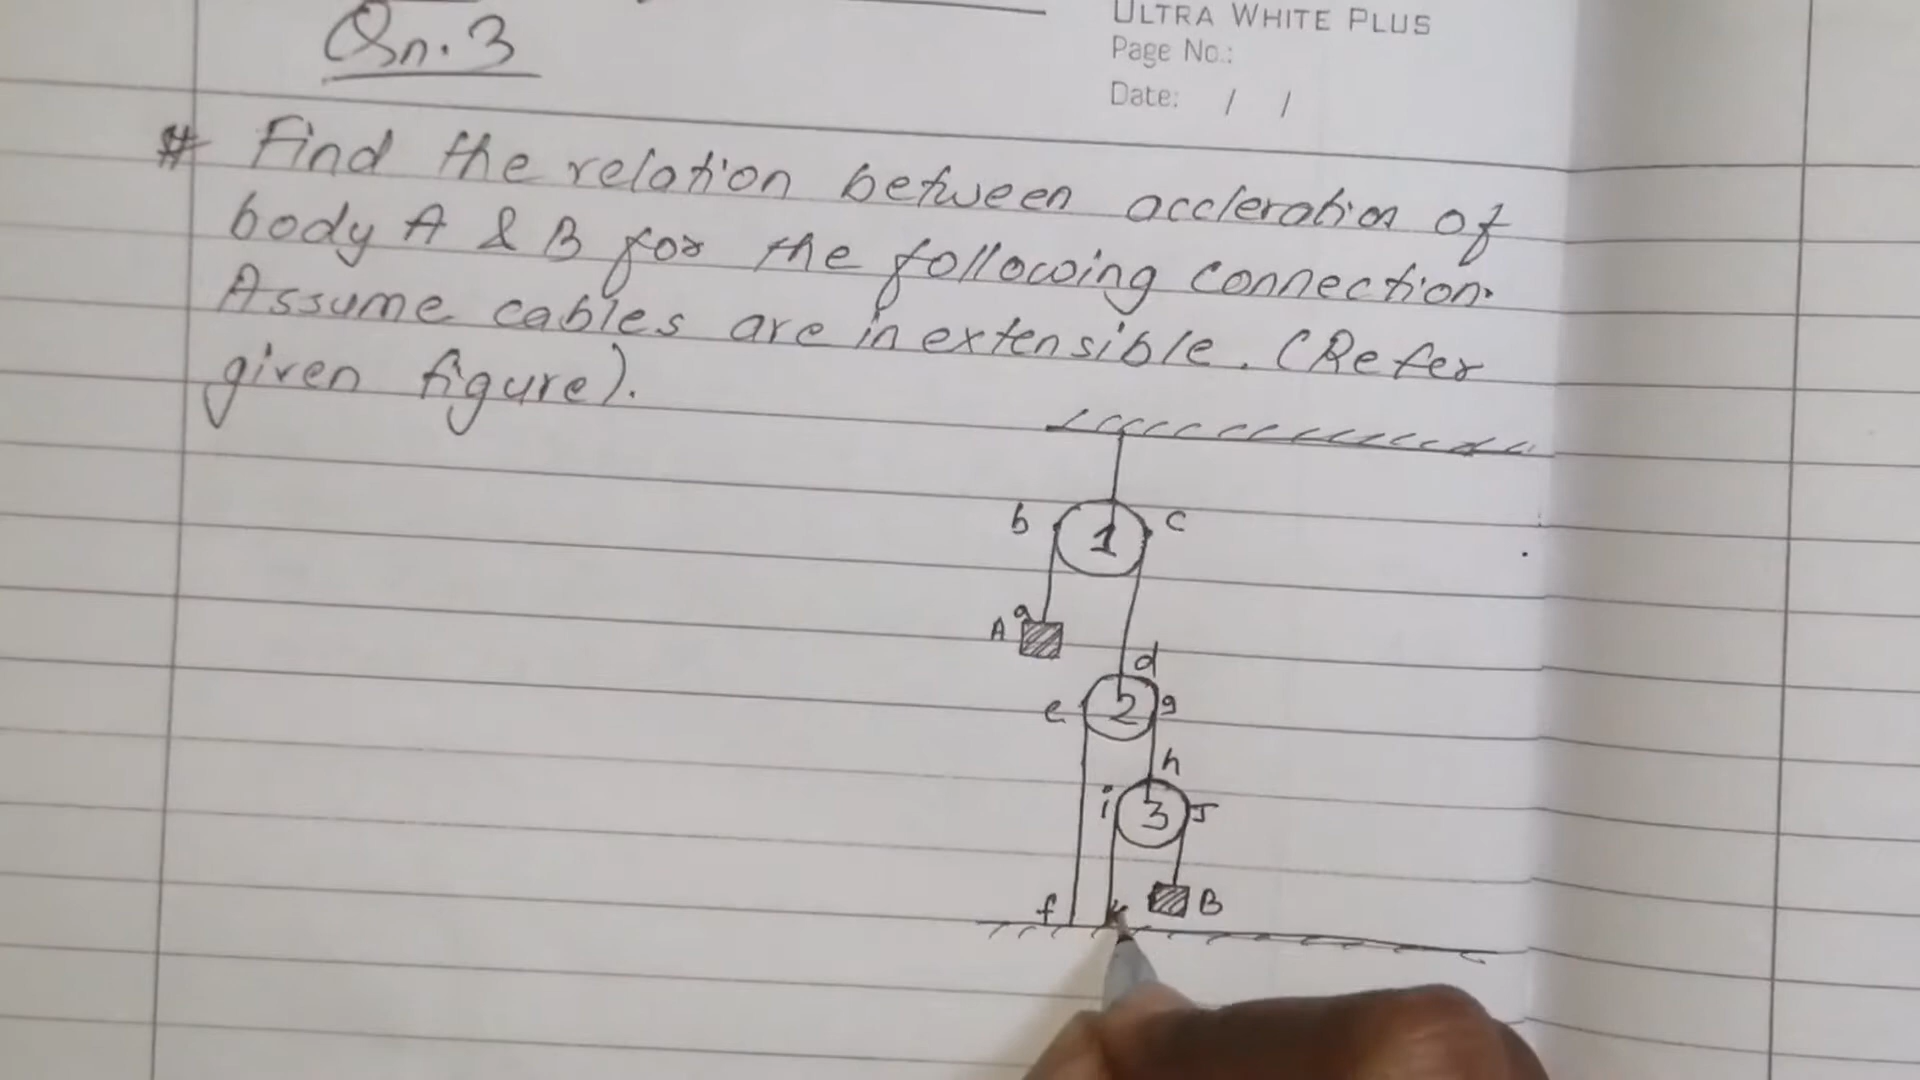 ULTRA WHITE PLUS
Page No.:
Date: / /
Qn.3
# Find the relation between accleration of
body A & B for the following connection.
Assume cables are inextensible. (Refer
given figure).
b 1 c
A a
d
e 2 g
h
i 3 J
f B